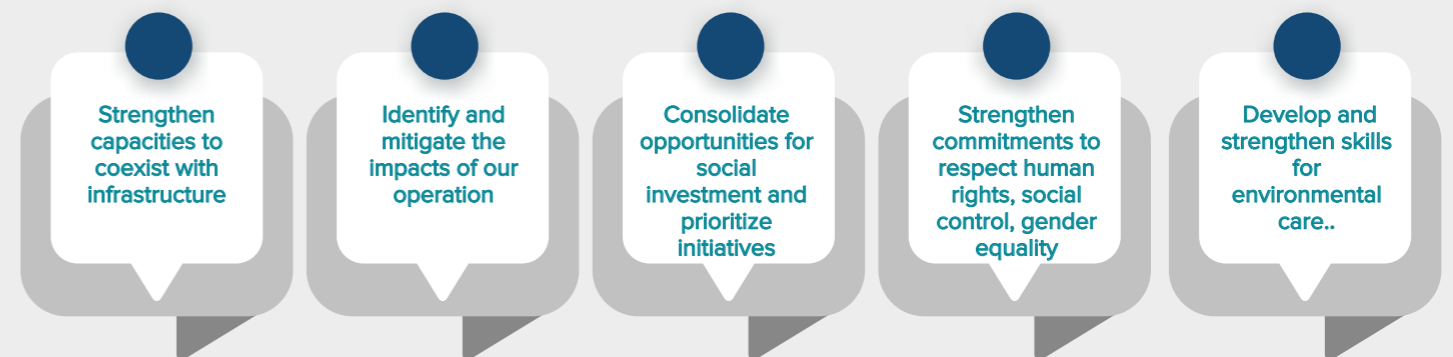 Strengthen
capacities to
coexist with
infrastructure
Identify and
mitigate the
impacts of our
operation
Consolidate
opportunities for
social
investment and
prioritize
initiatives
Strengthen
commitments to
respect human
rights, social
control, gender
equality
Develop and
strengthen skills
for
environmental
care..